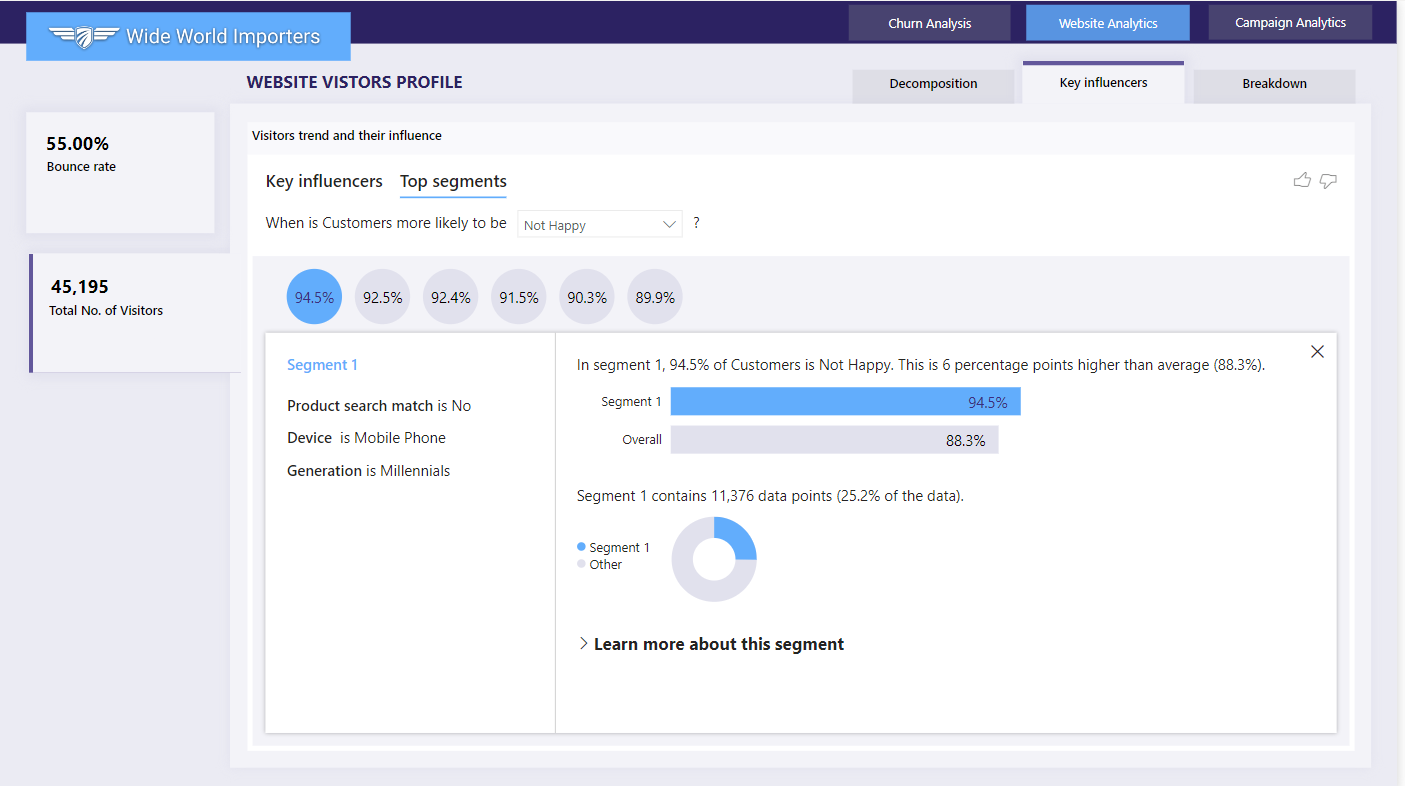 Wide World Importers
Churn Analysis
Website Analytics
Campaign Analytics
WEBSITE VISTORS PROFILE
Decomposition
Key influencers
Breakdown
55.00%
Bounce rate
45,195
Total No. of Visitors
Visitors trend and their influence
Key influencers
Top segments
When is Customers more likely to be Not Happy ?
94.5% 92.5% 92.4% 91.5% 90.3% 89.9%
Segment 1
Product search match is No
Device is Mobile Phone
Generation is Millennials
In segment 1, 94.5% of Customers is Not Happy. This is 6 percentage points higher than average (88.3%).
Segment 1 94.5%
Overall 88.3%
Segment 1 contains 11,376 data points (25.2% of the data).
Segment 1
Other
Learn more about this segment